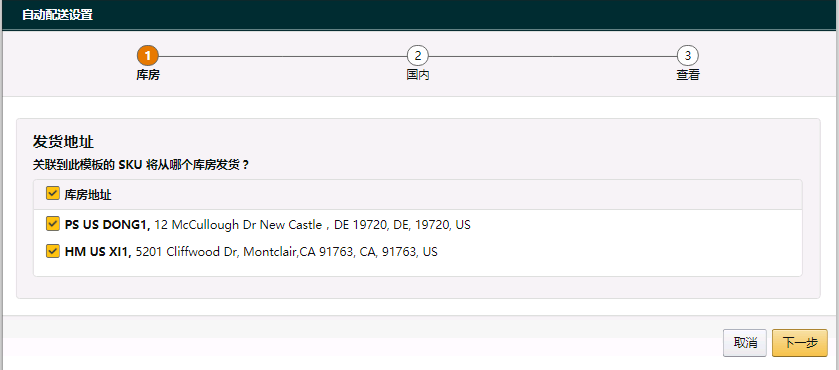 自动配送设置
1
2
3
库房
国内
查看
发货地址
关联到此模板的 SKU 将从哪个库房发货？
库房地址
PS US DONG1, 12 McCullough Dr New Castle，DE 19720, DE, 19720, US
HM US XI1, 5201 Cliffwood Dr, Montclair,CA 91763, CA, 91763, US
取消
下一步